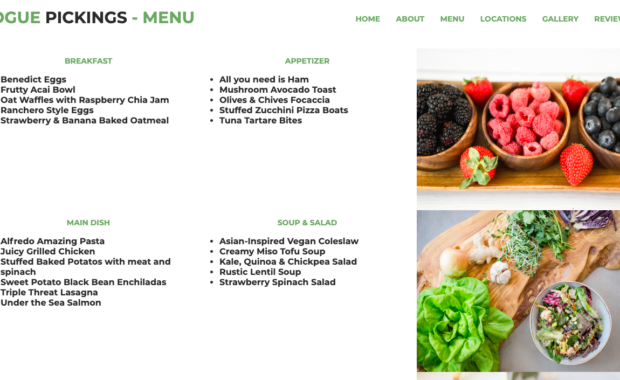 OGUE PICKINGS - MENU
HOME ABOUT MENU LOCATIONS GALLERY REVIEW
BREAKFAST
Benedict Eggs
Frutty Acai Bowl
Oat Waffles with Raspberry Chia Jam
Ranchero Style Eggs
Strawberry & Banana Baked Oatmeal
APPETIZER
All you need is Ham
Mushroom Avocado Toast
Olives & Chives Focaccia
Stuffed Zucchini Pizza Boats
Tuna Tartare Bites
MAIN DISH
Alfredo Amazing Pasta
Juicy Grilled Chicken
Stuffed Baked Potatos with meat and
spinach
Sweet Potato Black Bean Enchiladas
Triple Threat Lasagna
Under the Sea Salmon
SOUP & SALAD
Asian-Inspired Vegan Coleslaw
Creamy Miso Tofu Soup
Kale, Quinoa & Chickpea Salad
Rustic Lentil Soup
Strawberry Spinach Salad